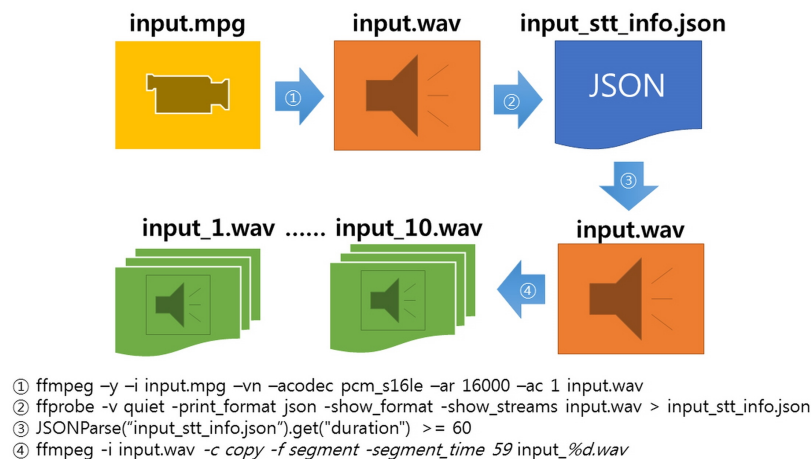 input.mpg input.wav input_stt_info.json
① ② JSON
③
input_1.wav ...... input_10.wav input.wav
④
① ffmpeg –y –i input.mpg –vn –acodec pcm_s16le –ar 16000 –ac 1 input.wav
② ffprobe -v quiet -print_format json -show_format -show_streams input.wav > input_stt_info.json
③ JSONParse(“input_stt_info.json”).get("duration") >= 60
④ ffmpeg -i input.wav -c copy -f segment -segment_time 59 input_%d.wav